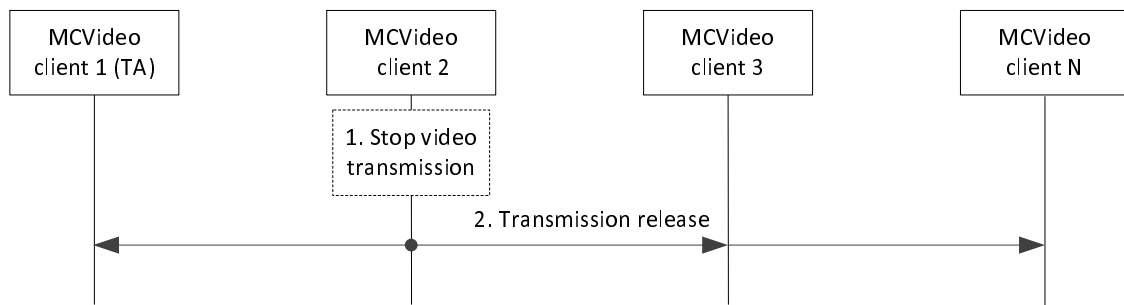 MCVideo
client 1 (TA)
MCVideo
client 2
MCVideo
client 3
MCVideo
client N
1. Stop video
transmission
2. Transmission release